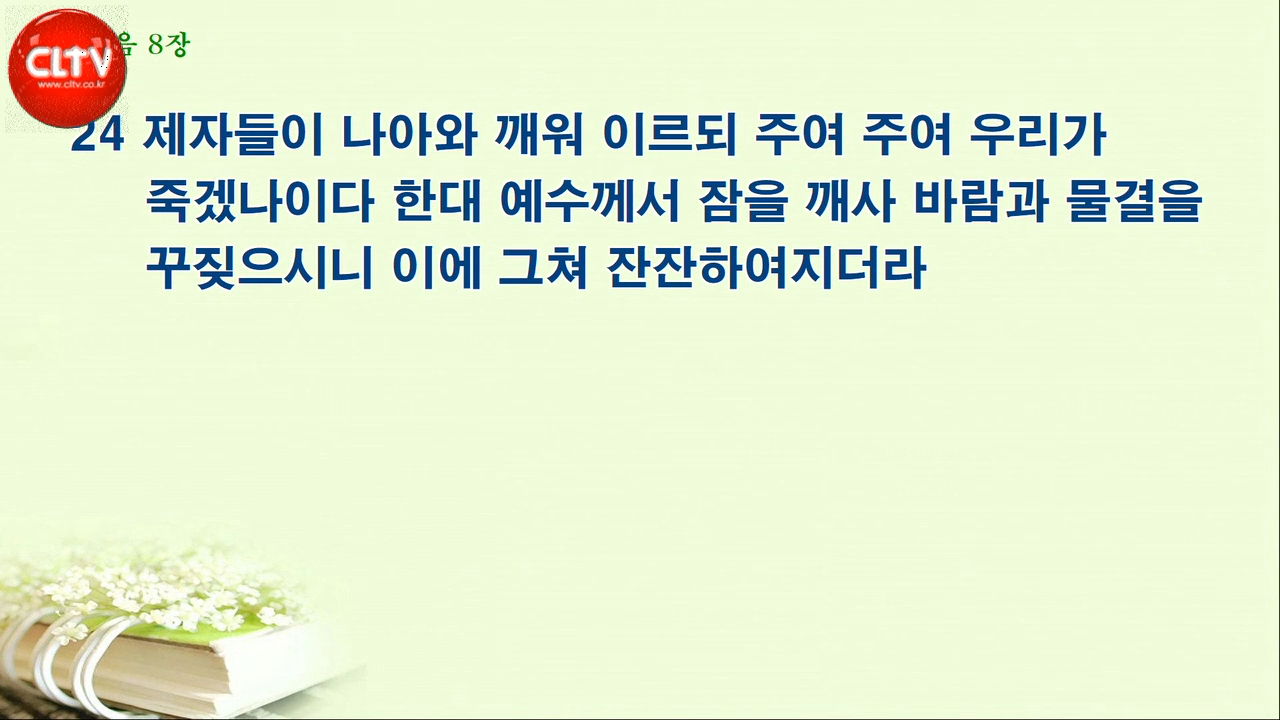 음 8장
CLTV
www.cltv.co.kr
24 제자들이 나아와 깨워 이르되 주여 주여 우리가
죽겠나이다 한대 예수께서 잠을 깨사 바람과 물결을
꾸짖으시니 이에 그쳐 잔잔하여지더라